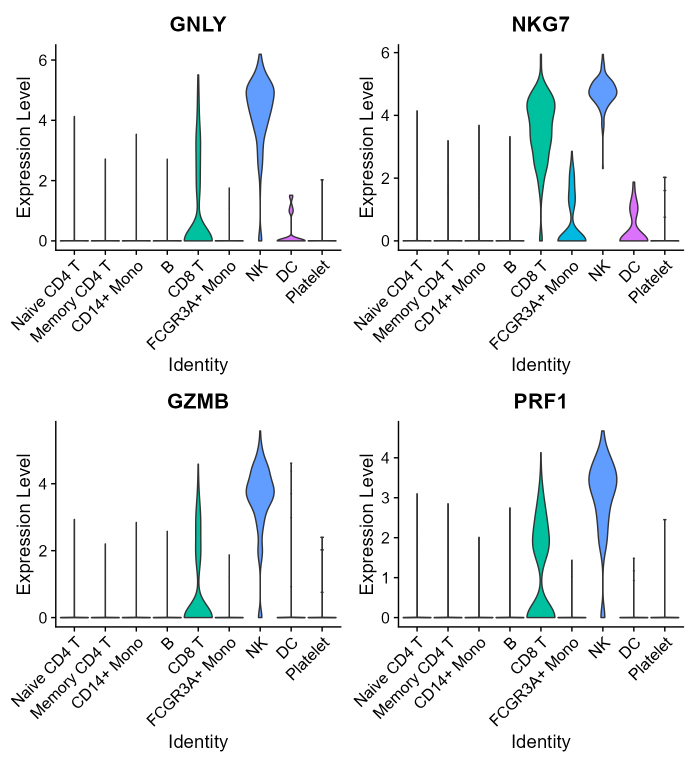 GNLY
Expression Level
6
4
2
0
Naive CD4 T
Memory CD4 T
CD14+ Mono
B
CD8 T
FCGR3A+ Mono
NK
DC
Platelet
Identity
NKG7
Expression Level
6
4
2
0
Naive CD4 T
Memory CD4 T
CD14+ Mono
B
CD8 T
FCGR3A+ Mono
NK
DC
Platelet
Identity
GZMB
Expression Level
4
2
0
Naive CD4 T
Memory CD4 T
CD14+ Mono
B
CD8 T
FCGR3A+ Mono
NK
DC
Platelet
Identity
PRF1
Expression Level
4
3
2
1
0
Naive CD4 T
Memory CD4 T
CD14+ Mono
B
CD8 T
FCGR3A+ Mono
NK
DC
Platelet
Identity